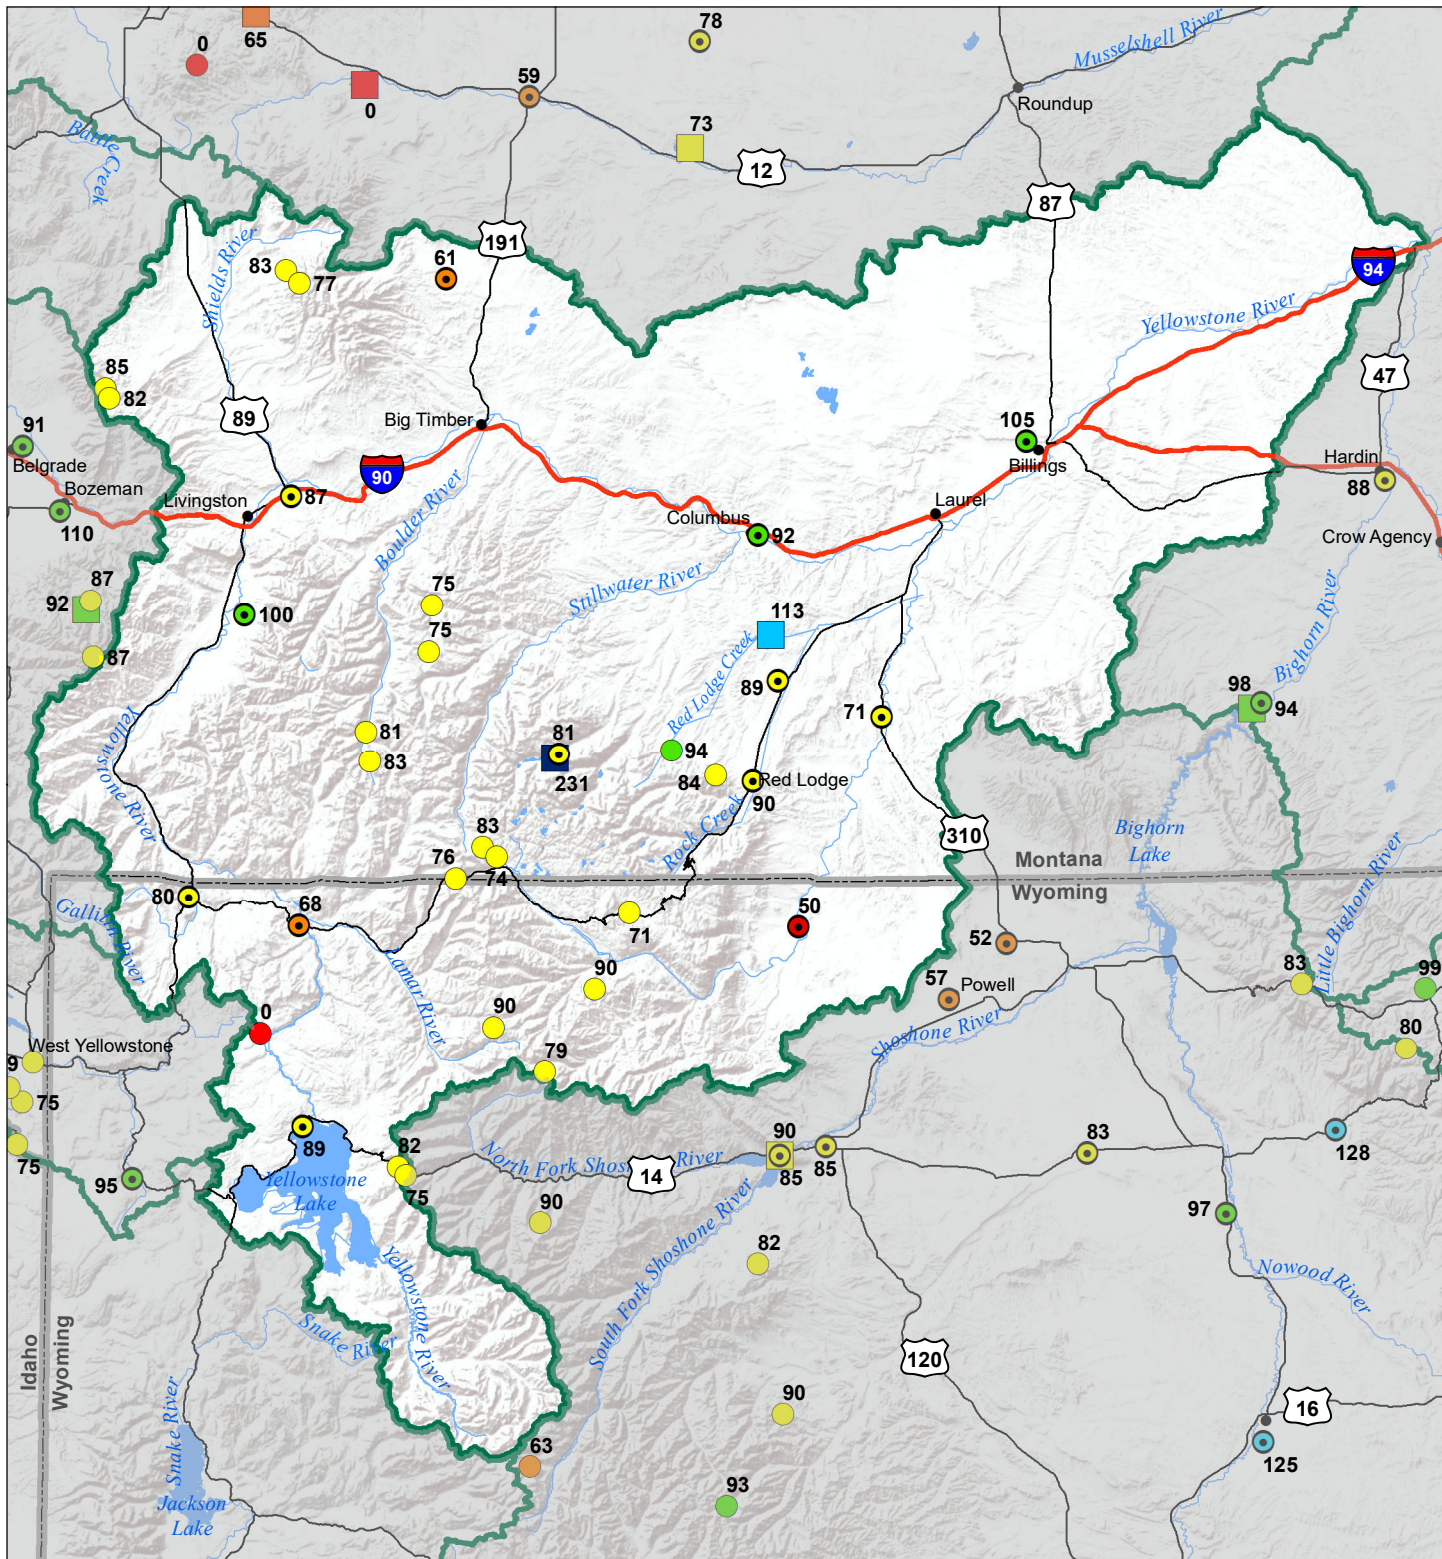 78
65
0
0
59
Musselshell River
Roundup
73
12
Battle
Creek
87
191
61
83
77
Shields River
94
Yellowstone River
47
85
82
89
Big Timber
105
Billings
Hardin
88
91
Belgrade
Bozeman
110
Livingston
87
90
Boulder River
Columbus
92
Laurel
Crow Agency
87
92
87
100
75
75
Stillwater River
113
Red Lodge Creek
89
71
Bighorn River
98
94
Yellowstone River
81
83
81
231
94
84
90
Red Lodge
Rock Creek
310
Bighorn
Lake
83
76
74
Montana
Wyoming
Little Bighorn River
80
Gallatin River
68
71
50
52
57
Powell
83
99
Lamar River
90
90
0
79
Shoshone River
80
West Yellowstone
9
75
75
89
82
75
Yellowstone
Lake
North Fork Shoshone River
14
90
85
85
83
128
95
90
82
97
South Fork Shoshone River
Yellowstone River
Nowood River
Snake River
Idaho
Wyoming
120
16
90
125
63
93
Snake River
Jackson
Lake